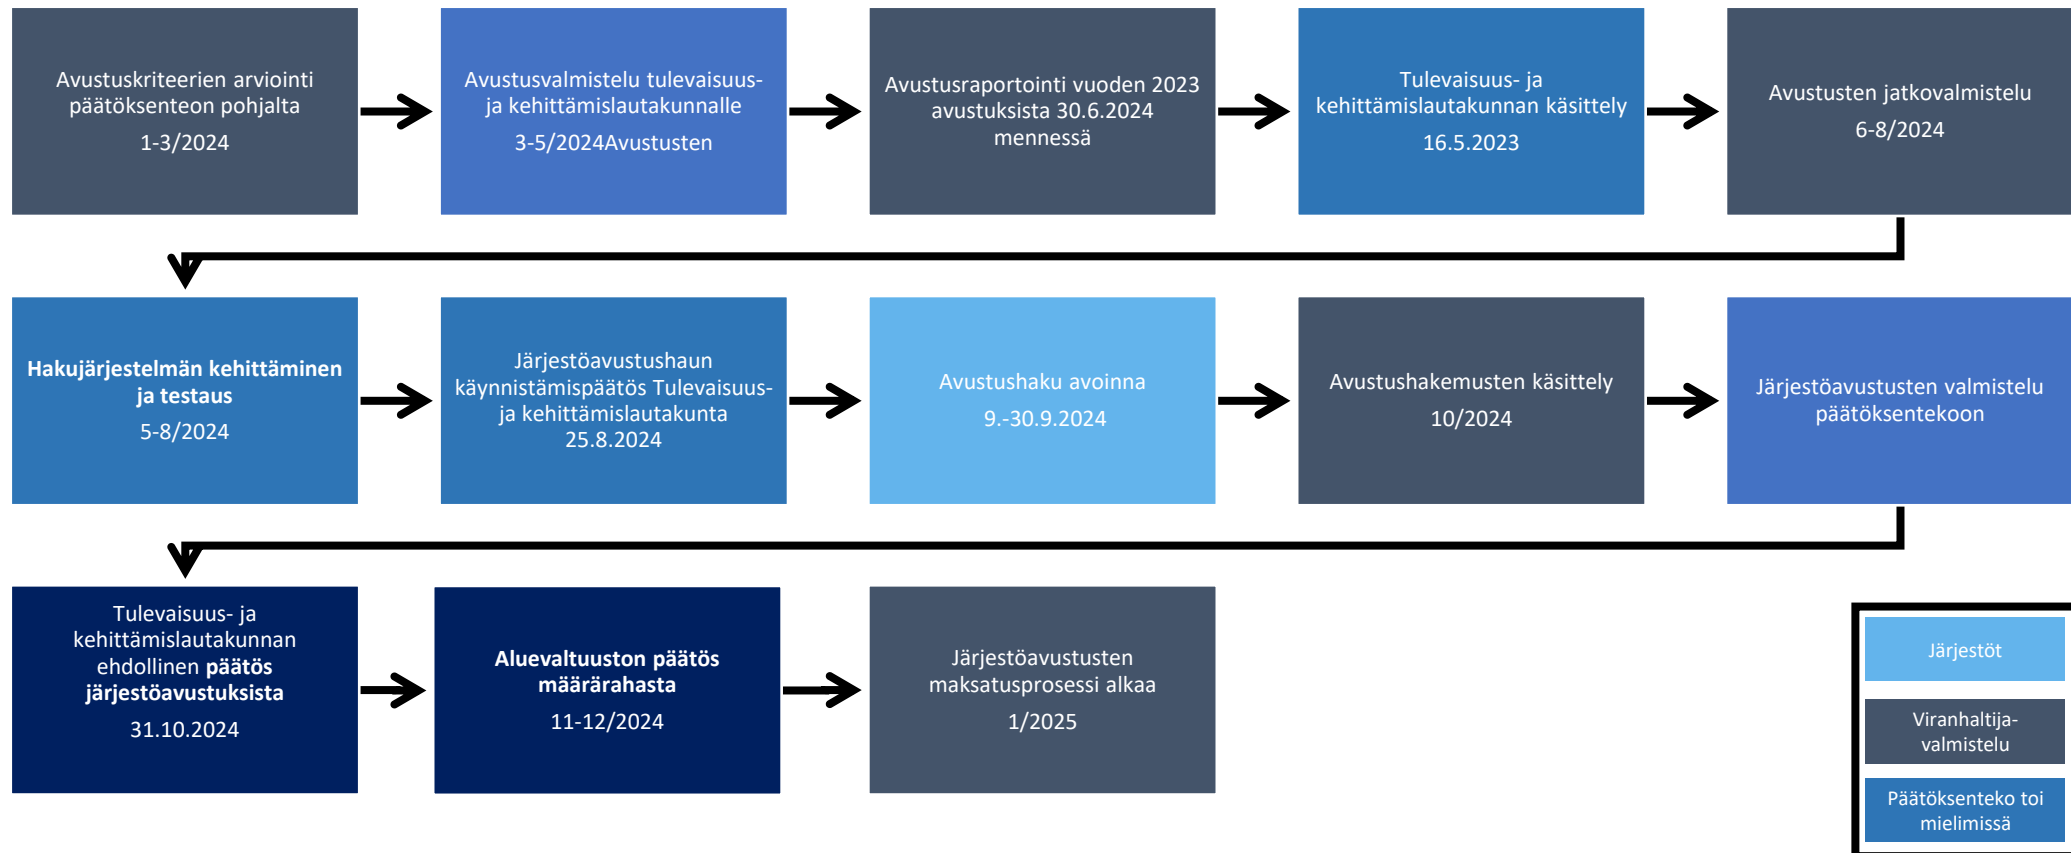 Avustuskriteerien arviointi
päätöksenteon pohjalta
1-3/2024
Avustusvalmistelu tulevaisuus-
ja kehittämislautakunnalle
3-5/2024Avustusten
Avustusraportointi vuoden 2023
avustuksista 30.6.2024
mennessä
Tulevaisuus- ja
kehittämislautakunnan käsittely
16.5.2023
Avustusten jatkovalmistelu
6-8/2024
Hakujärjestelmän kehittäminen
ja testaus
5-8/2024
Järjestöavustushaun
käynnistämispäätös Tulevaisuus-
ja kehittämislautakunta
25.8.2024
Avustushaku avoinna
9.-30.9.2024
Avustushakemusten käsittely
10/2024
Järjestöavustusten valmistelu
päätöksentekoon
Tulevaisuus- ja
kehittämislautakunnan
ehdollinen päätös
järjestöavustuksista
31.10.2024
Aluevaltuuston päätös
määrärahasta
11-12/2024
Järjestöavustusten
maksatusprosessi alkaa
1/2025
Järjestöt
Viranhaltija-
valmistelu
Päätöksenteko toi
mielimissä